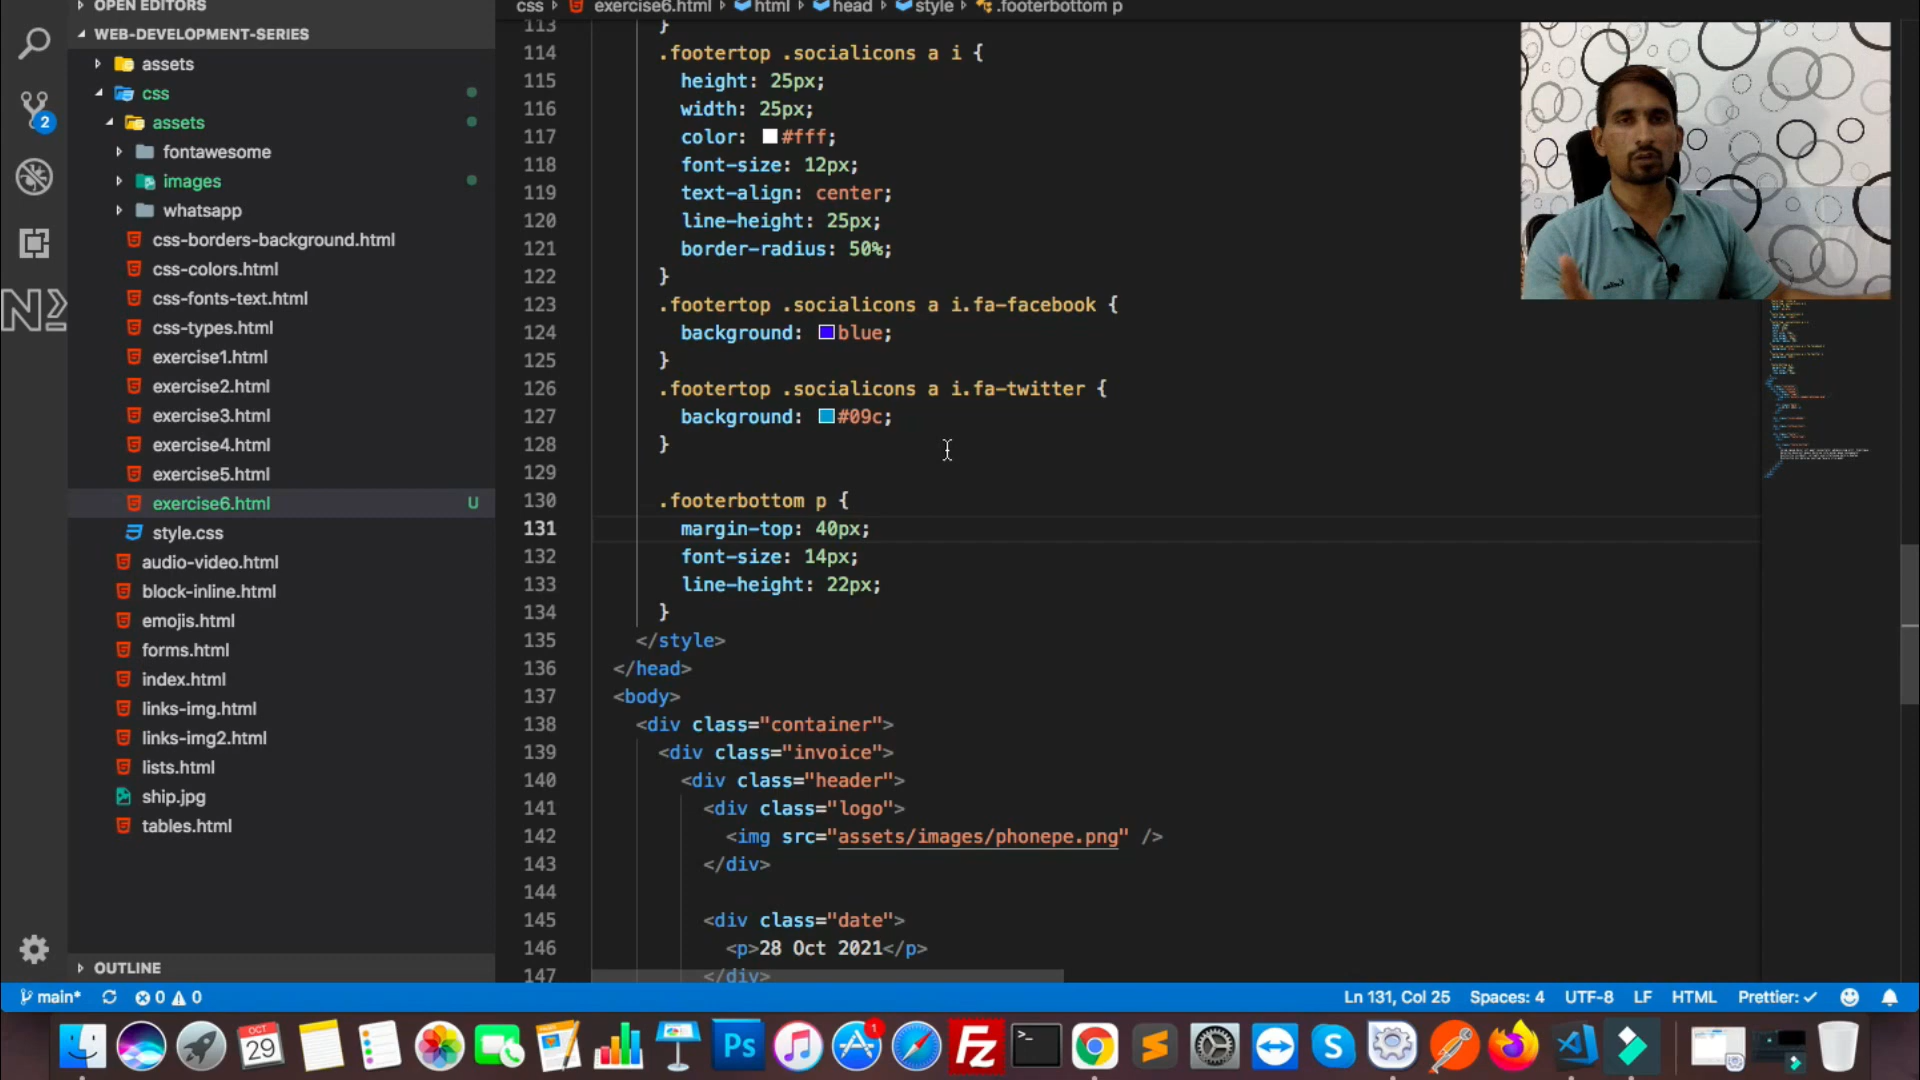 OPEN EDITORS
WEB-DEVELOPMENT-SERIES
assets
css
assets
fontawesome
images
whatsapp
css-borders-background.html
css-colors.html
css-fonts-text.html
css-types.html
exercise1.html
exercise2.html
exercise3.html
exercise4.html
exercise5.html
exercise6.html U
style.css
audio-video.html
block-inline.html
emojis.html
forms.html
index.html
links-img.html
links-img2.html
lists.html
ship.jpg
tables.html
OUTLINE
2
css › exercise6.html › html › head › style › .footerbottom p
113 }
114 .footertop .socialicons a i {
115 height: 25px;
116 width: 25px;
117 color: #fff;
118 font-size: 12px;
119 text-align: center;
120 line-height: 25px;
121 border-radius: 50%;
122 }
123 .footertop .socialicons a i.fa-facebook {
124 background: blue;
125 }
126 .footertop .socialicons a i.fa-twitter {
127 background: #09c;
128 }
129
130 .footerbottom p {
131 margin-top: 40px;
132 font-size: 14px;
133 line-height: 22px;
134 }
135 </style>
136 </head>
137 <body>
138 <div class="container">
139 <div class="invoice">
140 <div class="header">
141 <div class="logo">
142 <img src="assets/images/phonepe.png" />
143 </div>
144
145 <div class="date">
146 <p>28 Oct 2021</p>
147 </div>
main* 0 0 Ln 131, Col 25 Spaces: 4 UTF-8 LF HTML Prettier: ✓
OCT
29
Ps
1
Fz
>_
S